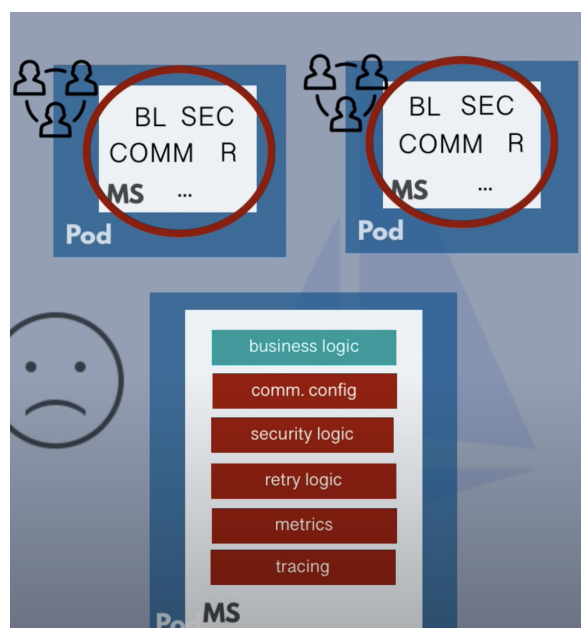 BL SEC
COMM R
MS ...
Pod
BL SEC
COMM R
MS ...
Pod
business logic
comm. config
security logic
retry logic
metrics
tracing
MS